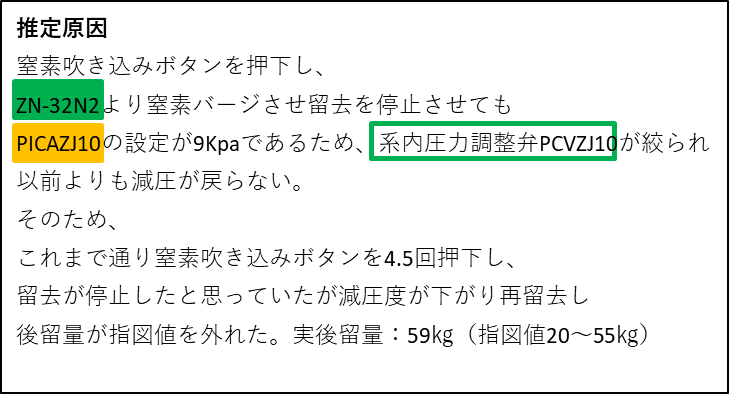 推定原因
窒素吹き込みボタンを押下し、
ZN-32N2より窒素バージさせ留去を停止させても
PICAZJ10の設定が9Kpaであるため、系内圧力調整弁PCVZJ10が絞られ
以前よりも減圧が戻らない。
そのため、
これまで通り窒素吹き込みボタンを4.5回押下し、
留去が停止したと思っていたが減圧度が下がり再留去し
後留量が指図値を外れた。実後留量：59㎏（指図値20～55㎏）